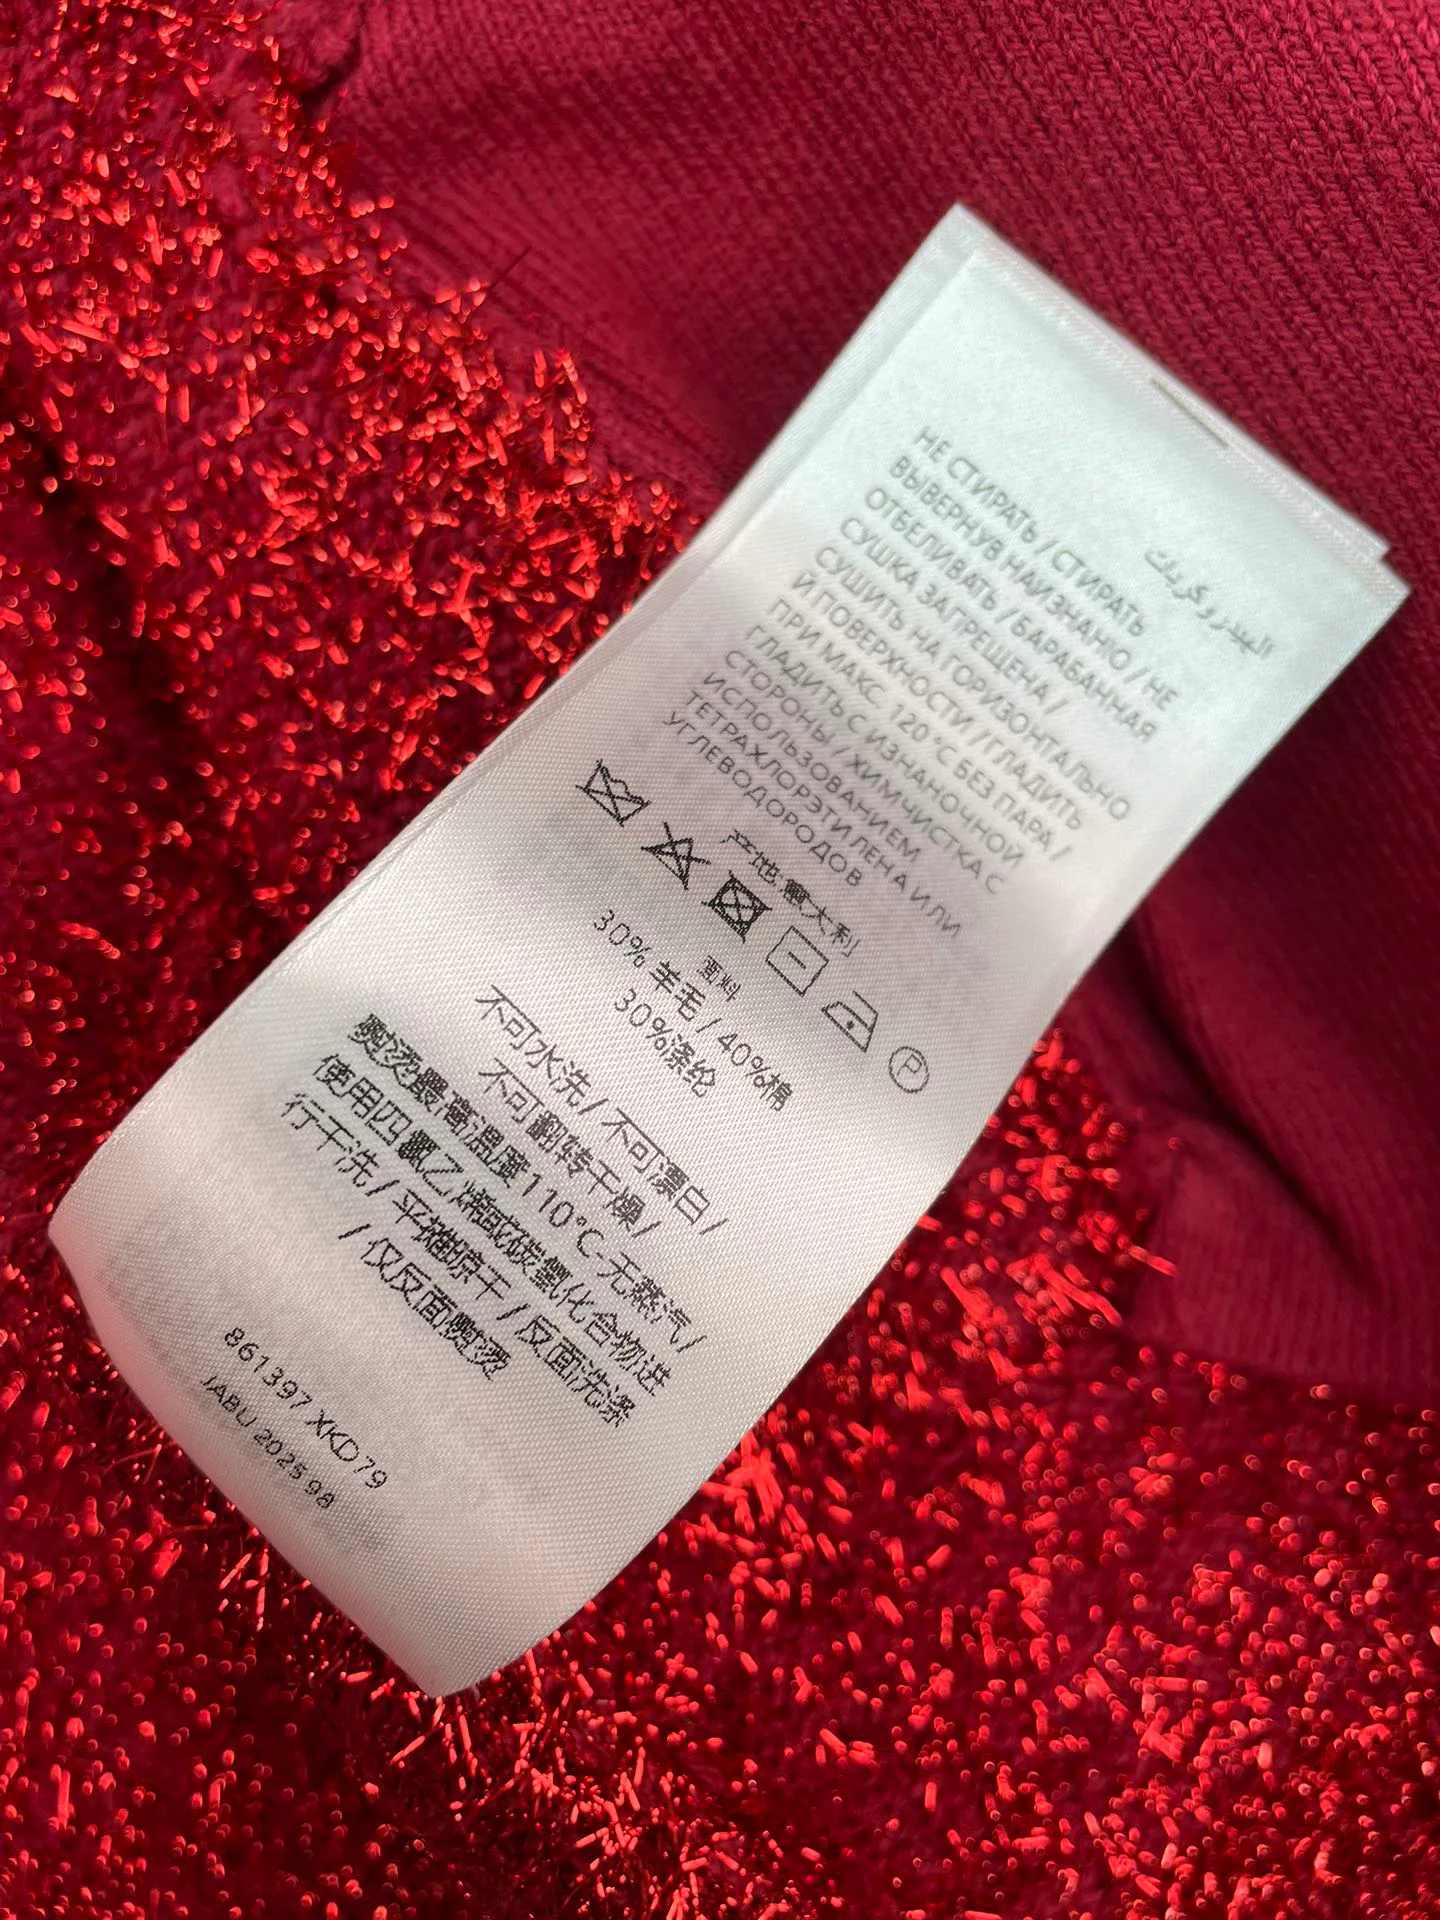 الهيدروكربات
НЕ СТИРАТЬ / СТИРАТЬ
ВЫВЕРНУВ НАИЗНАНЮ / НЕ
ОТБЕЛИВАТЬ / БАРАБАННАЯ
СУШКА ЗАПРЕЩЕНА /
СУШИТЬ НА ГОРИЗОНТАЛЬНО
Й ПОВЕРХНОСТИ / ГЛАДИТЬ
ПРИ МАКС 120 °C БЕЗ ПАРА /
ГЛАДИТЬ С ИЗНАНОЧНОЙ
СТОРОНЫ / ХИМЧИСТКА С
ИСПОЛЬЗОВАНИЕМ
ТЕТРАХЛОРЭТИЛЕНА ИЛИ
УГЛЕВОДОРОДОВ
产地:意大利
P
面料
30% 羊毛 / 40%棉
30%涤纶
不可水洗 / 不可漂白 /
不可翻转干燥 /
熨烫最高温度110°C-无蒸汽 /
使用四氯乙烯或碳氢化合物进
行干洗 / 平摊晾干 / 反面洗涤
/ 仅反面熨烫
861397 XKD79
JABU 2025 98